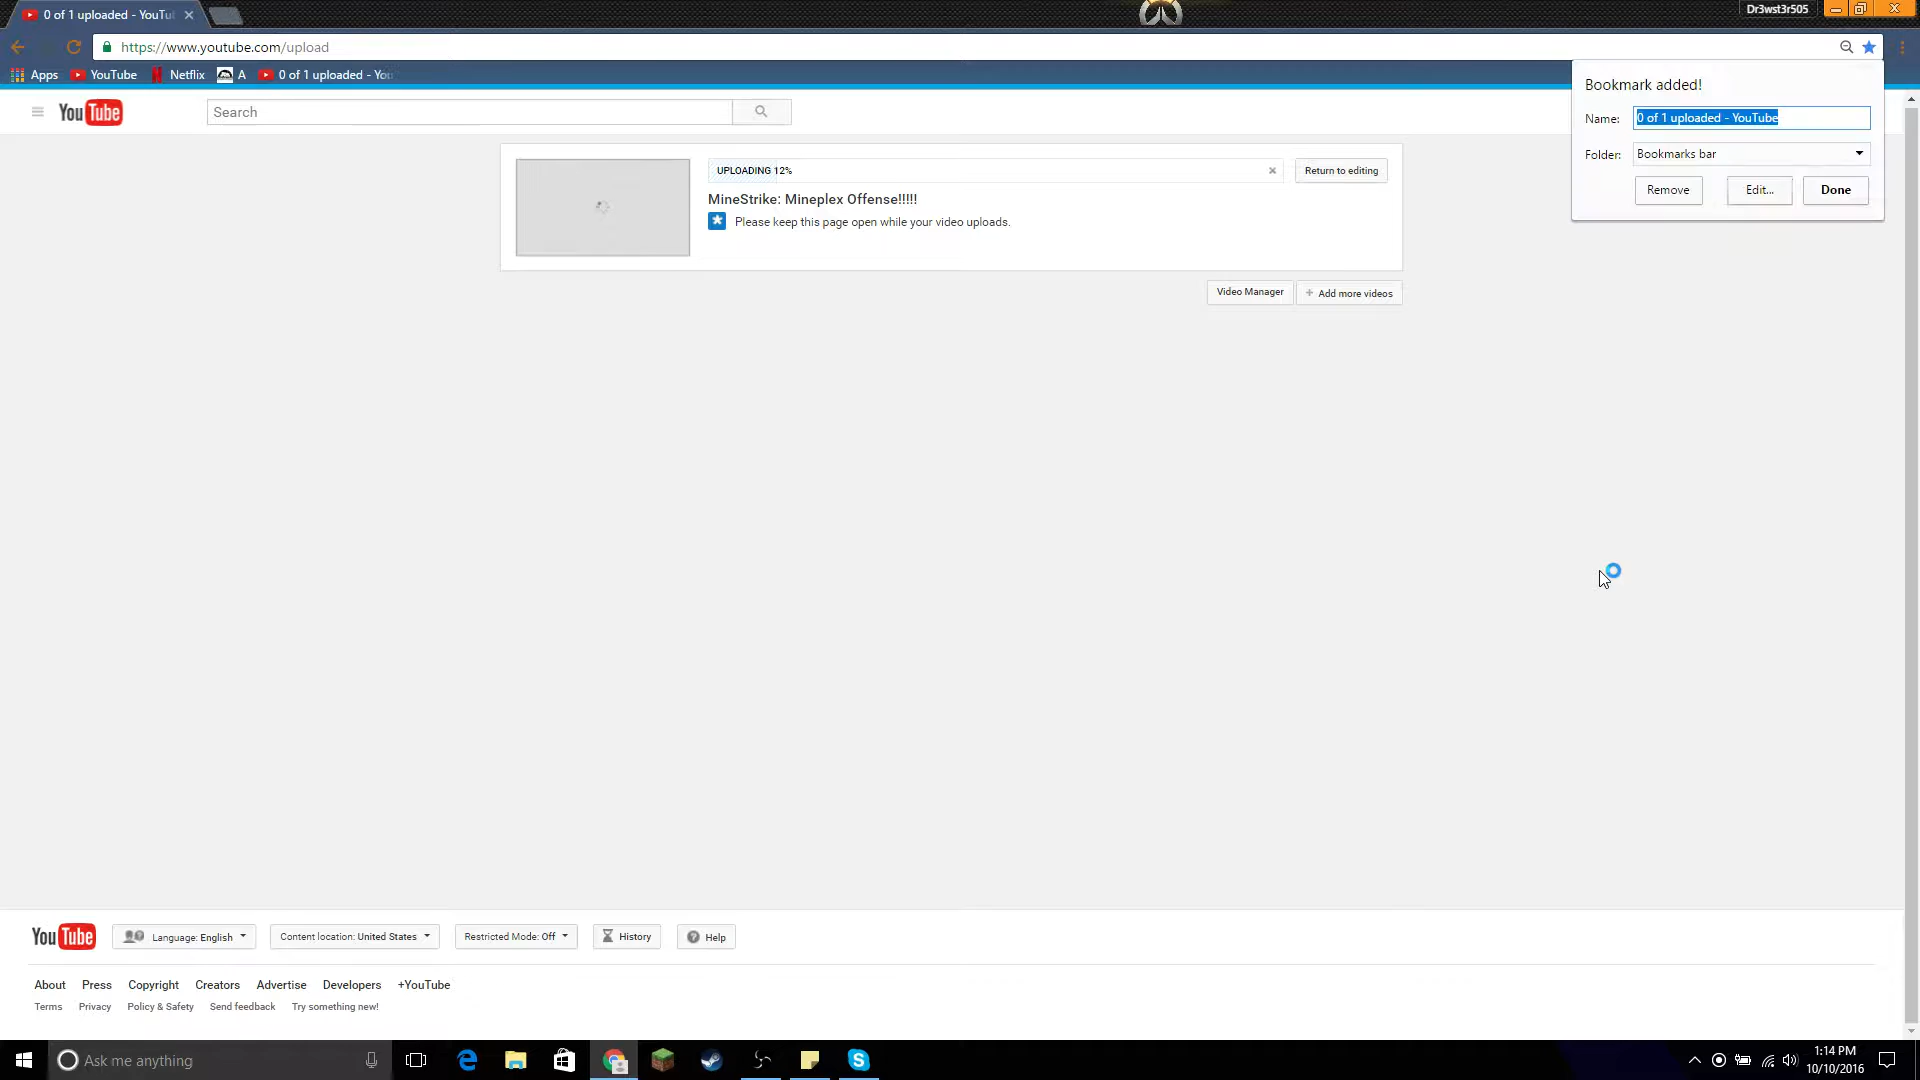 0 of 1 uploaded - YouTu
Dr3wst3r505
https://www.youtube.com/upload
Apps
YouTube
Netflix
A
0 of 1 uploaded - You
Bookmark added!
Name: 0 of 1 uploaded - YouTube
Folder: Bookmarks bar
Remove
Edit...
Done
YouTube
Search
UPLOADING 12%
Return to editing
MineStrike: Mineplex Offense!!!!!
Please keep this page open while your video uploads.
Video Manager
+ Add more videos
YouTube
Language: English
Content location: United States
Restricted Mode: Off
History
Help
About Press Copyright Creators Advertise Developers +YouTube
Terms Privacy Policy & Safety Send feedback Try something new!
Ask me anything
1:14 PM
10/10/2016